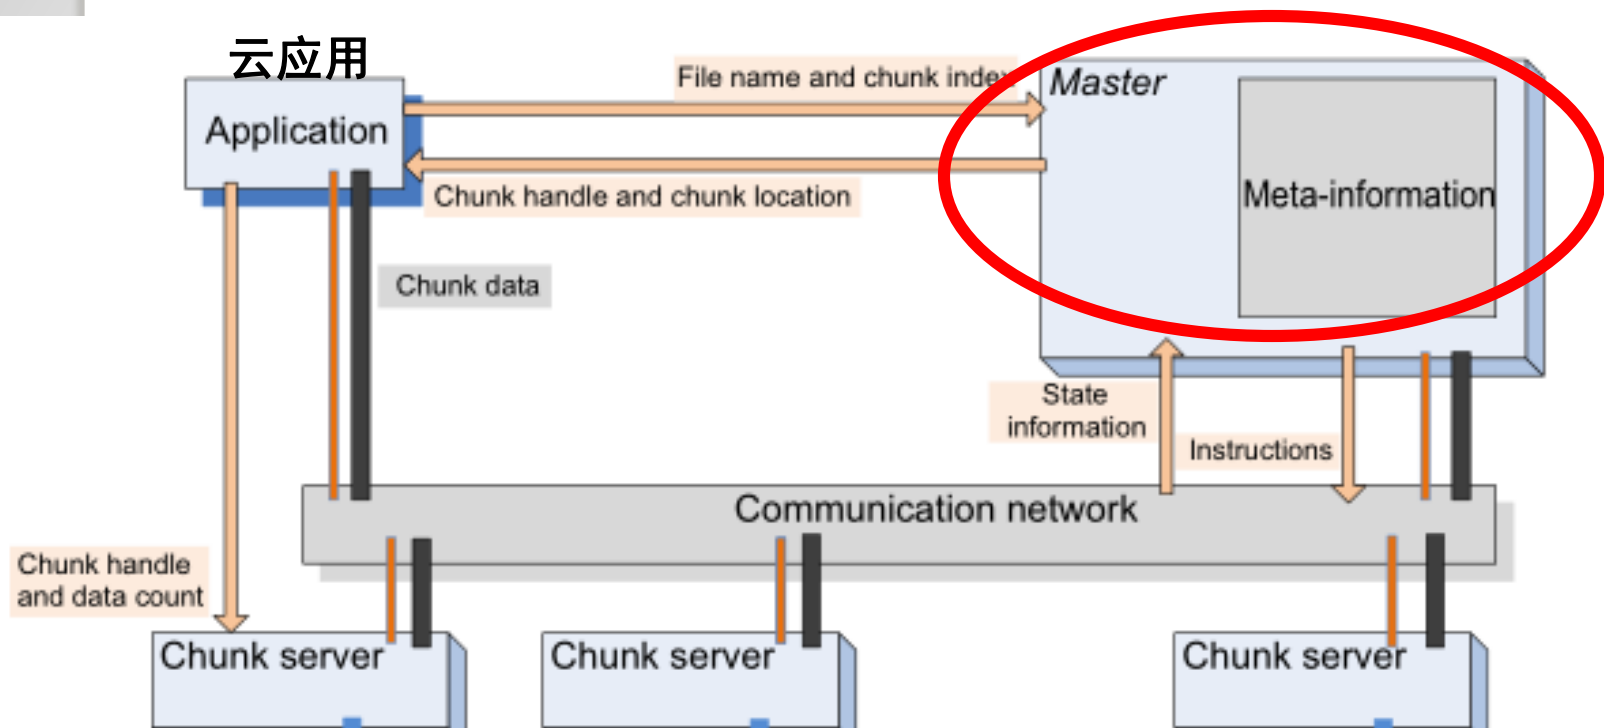 云应用
File name and chunk index
Master
Application
Meta-information
Chunk handle and chunk location
Chunk data
State
information
Instructions
Communication network
Chunk handle
and data count
Chunk server
Chunk server
Chunk server